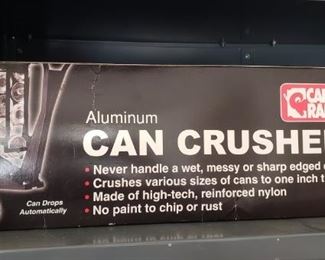 Aluminum
CAN CRUSHE
• Never handle a wet, messy or sharp edged
• Crushes various sizes of cans to one inch
• Made of high-tech, reinforced nylon
• No paint to chip or rust
Can Drops
Automatically